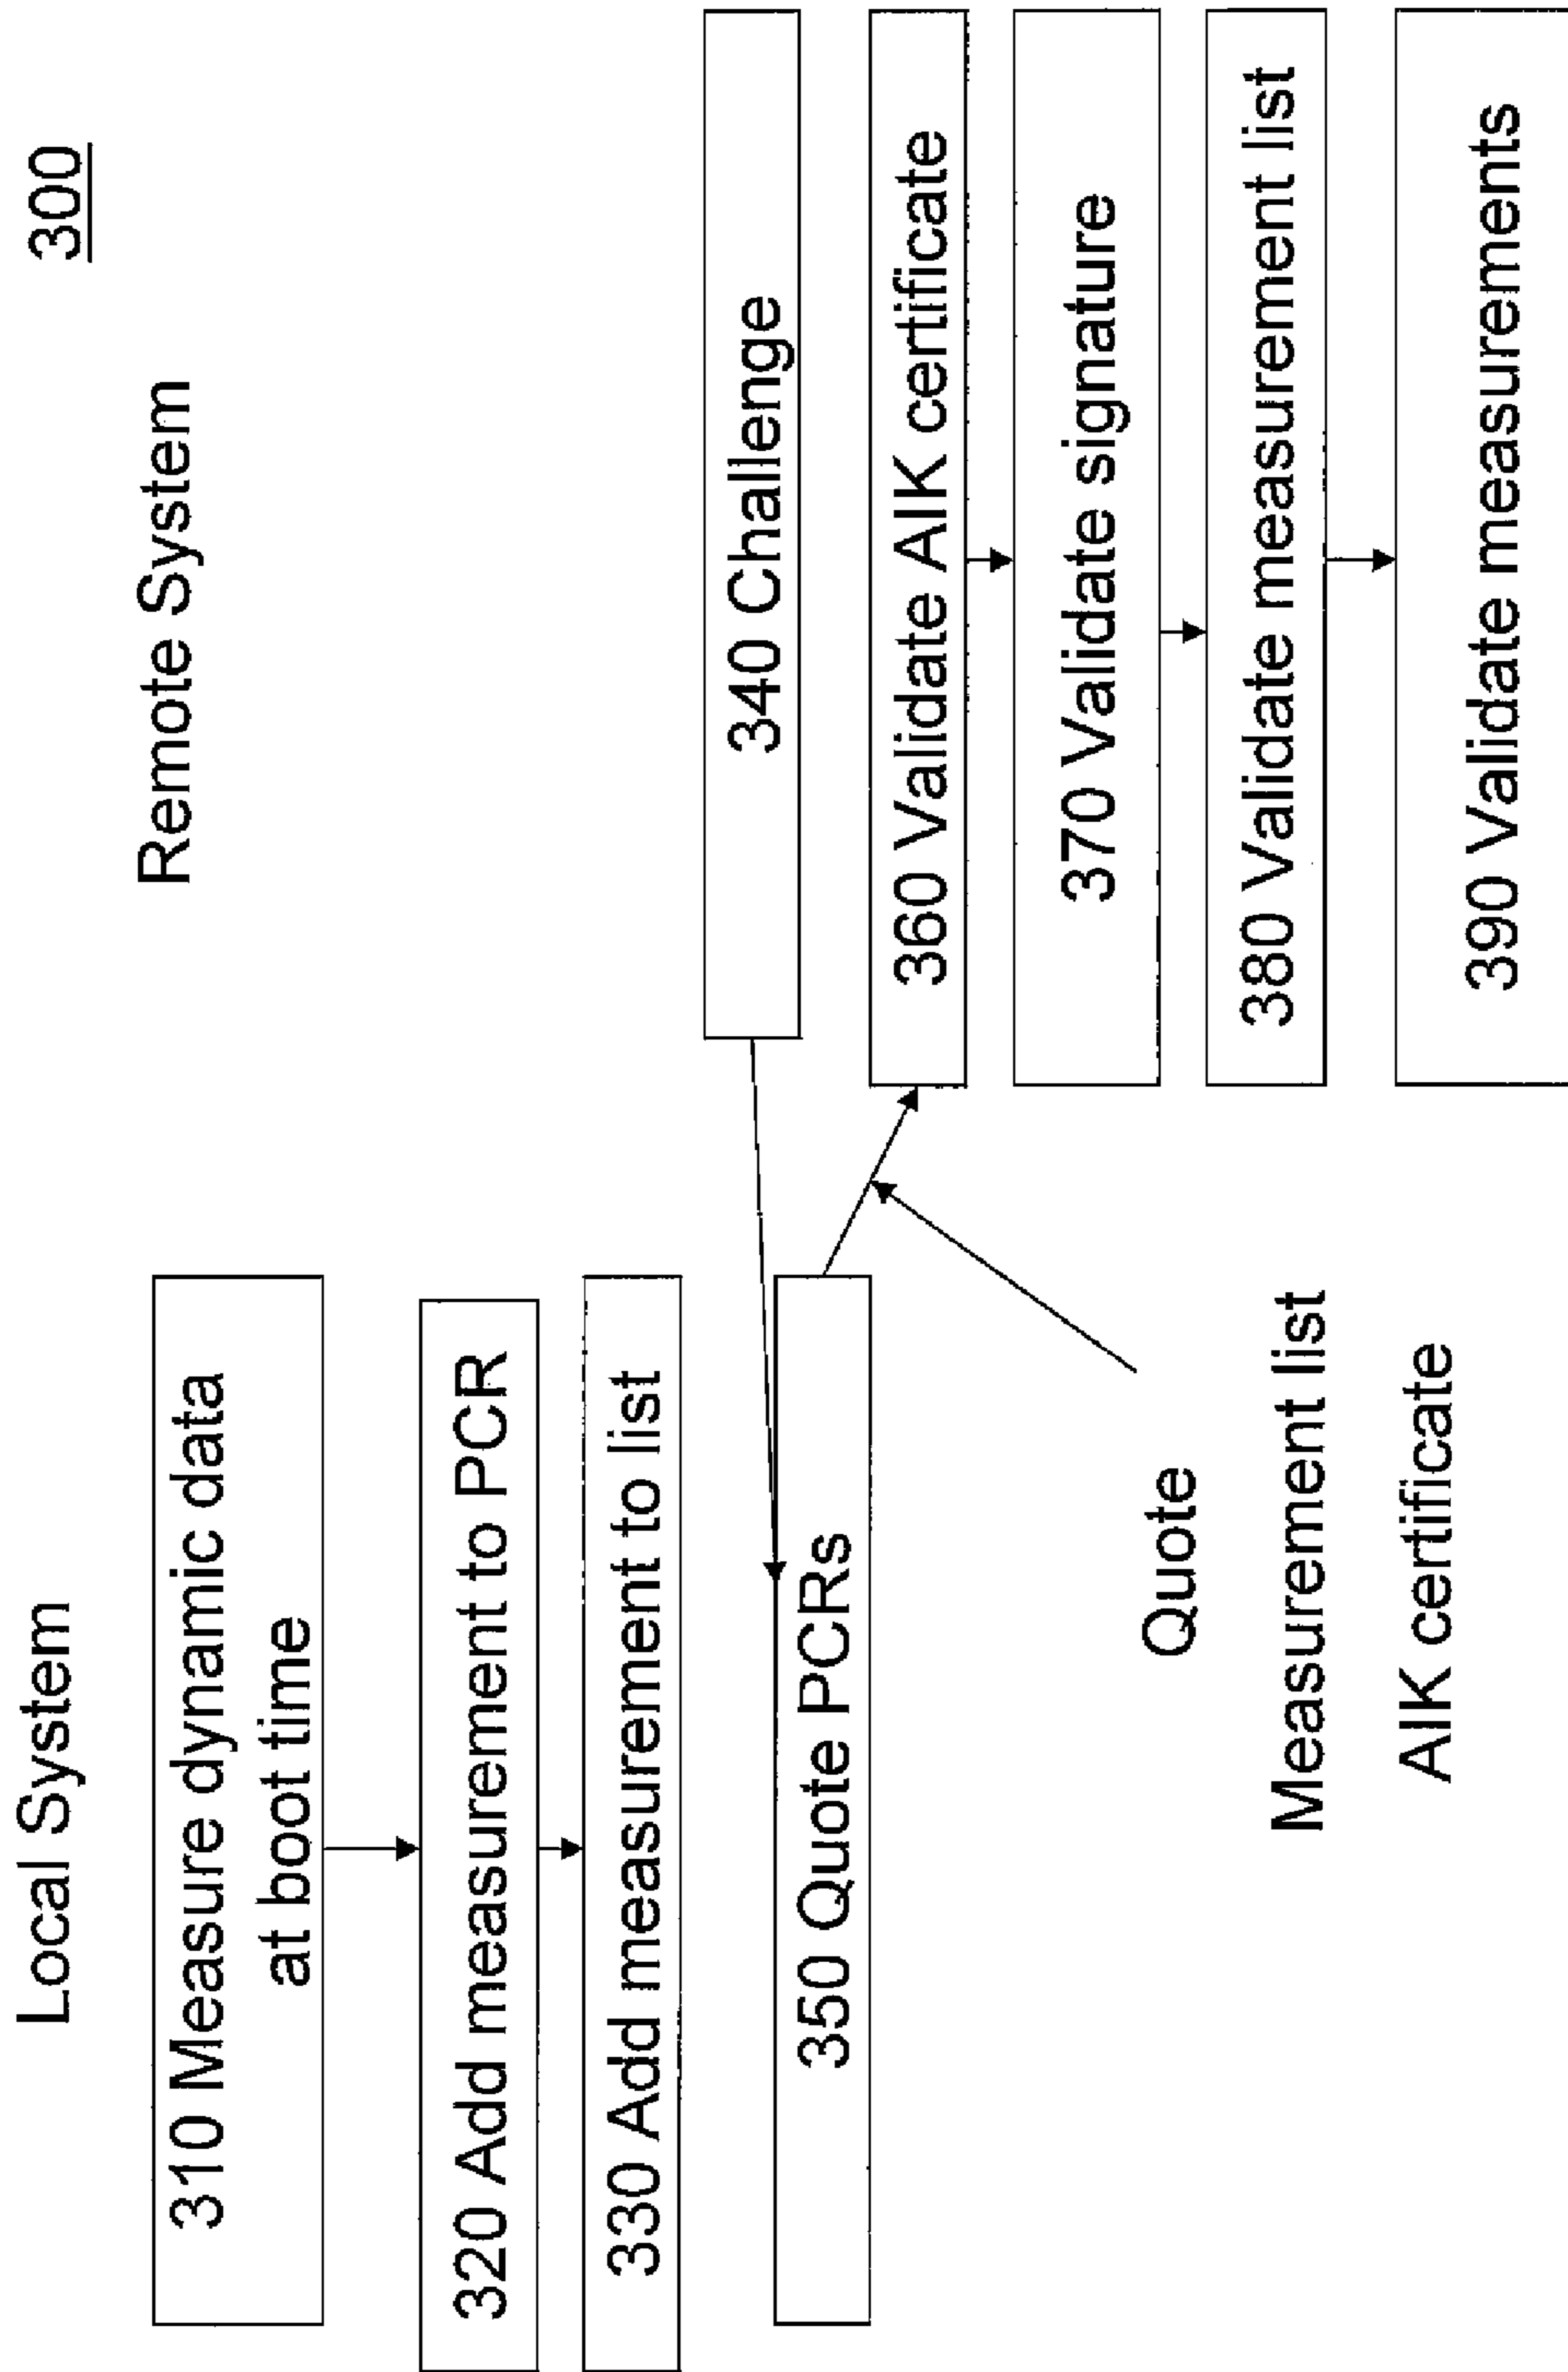 300
Local System
Remote System
310 Measure dynamic data
at boot time
320 Add measurement to PCR
330 Add measurement to list
340 Challenge
350 Quote PCRs
360 Validate AIK certificate
370 Validate signature
380 Validate measurement list
390 Validate measurements
Quote
Measurement list
AIK certificate